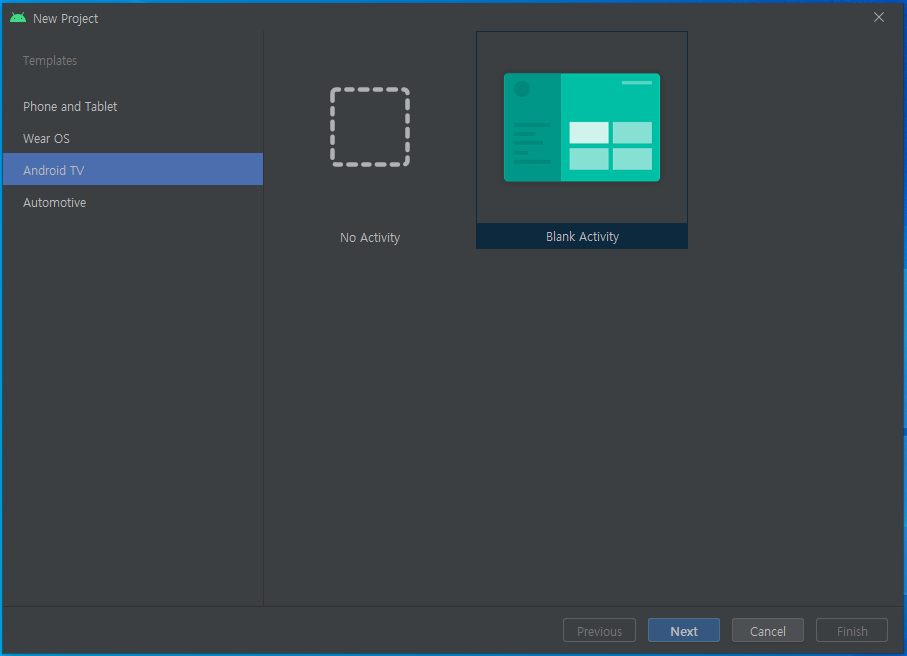 New Project
Templates
Phone and Tablet
Wear OS
Android TV
Automotive
No Activity
Blank Activity
Previous
Next
Cancel
Finish